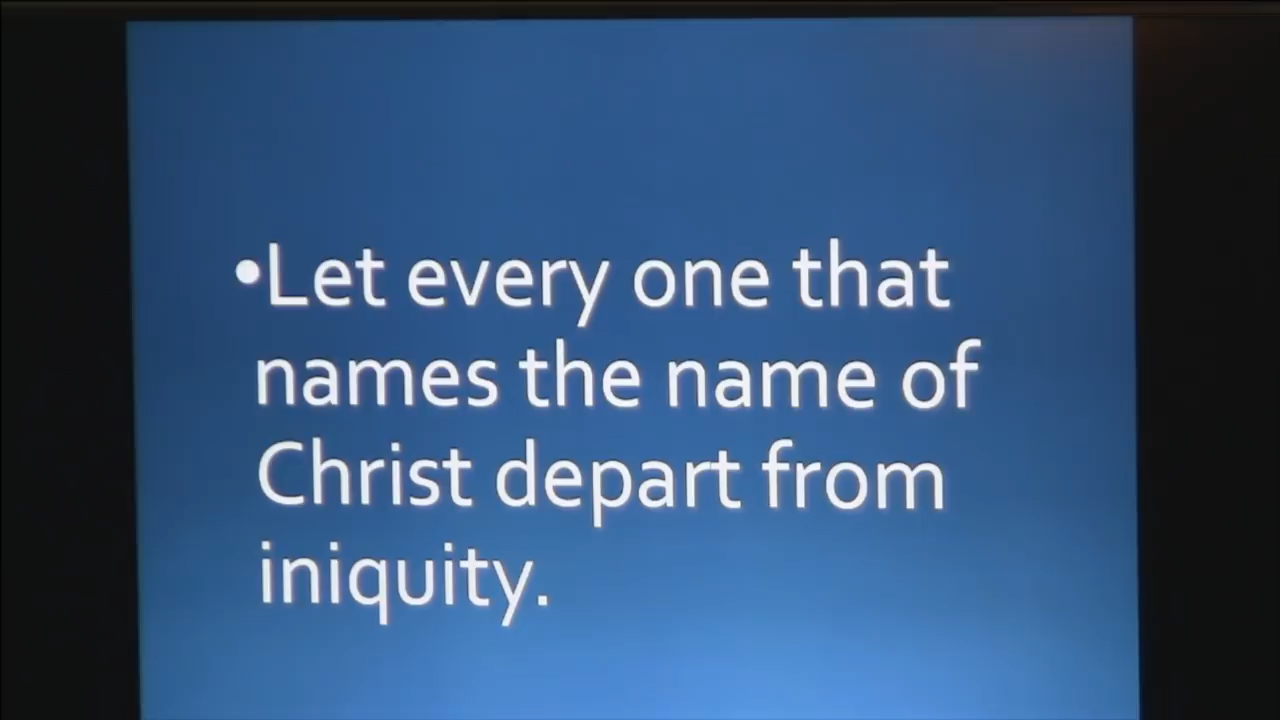 •Let every one that
names the name of
Christ depart from
iniquity.